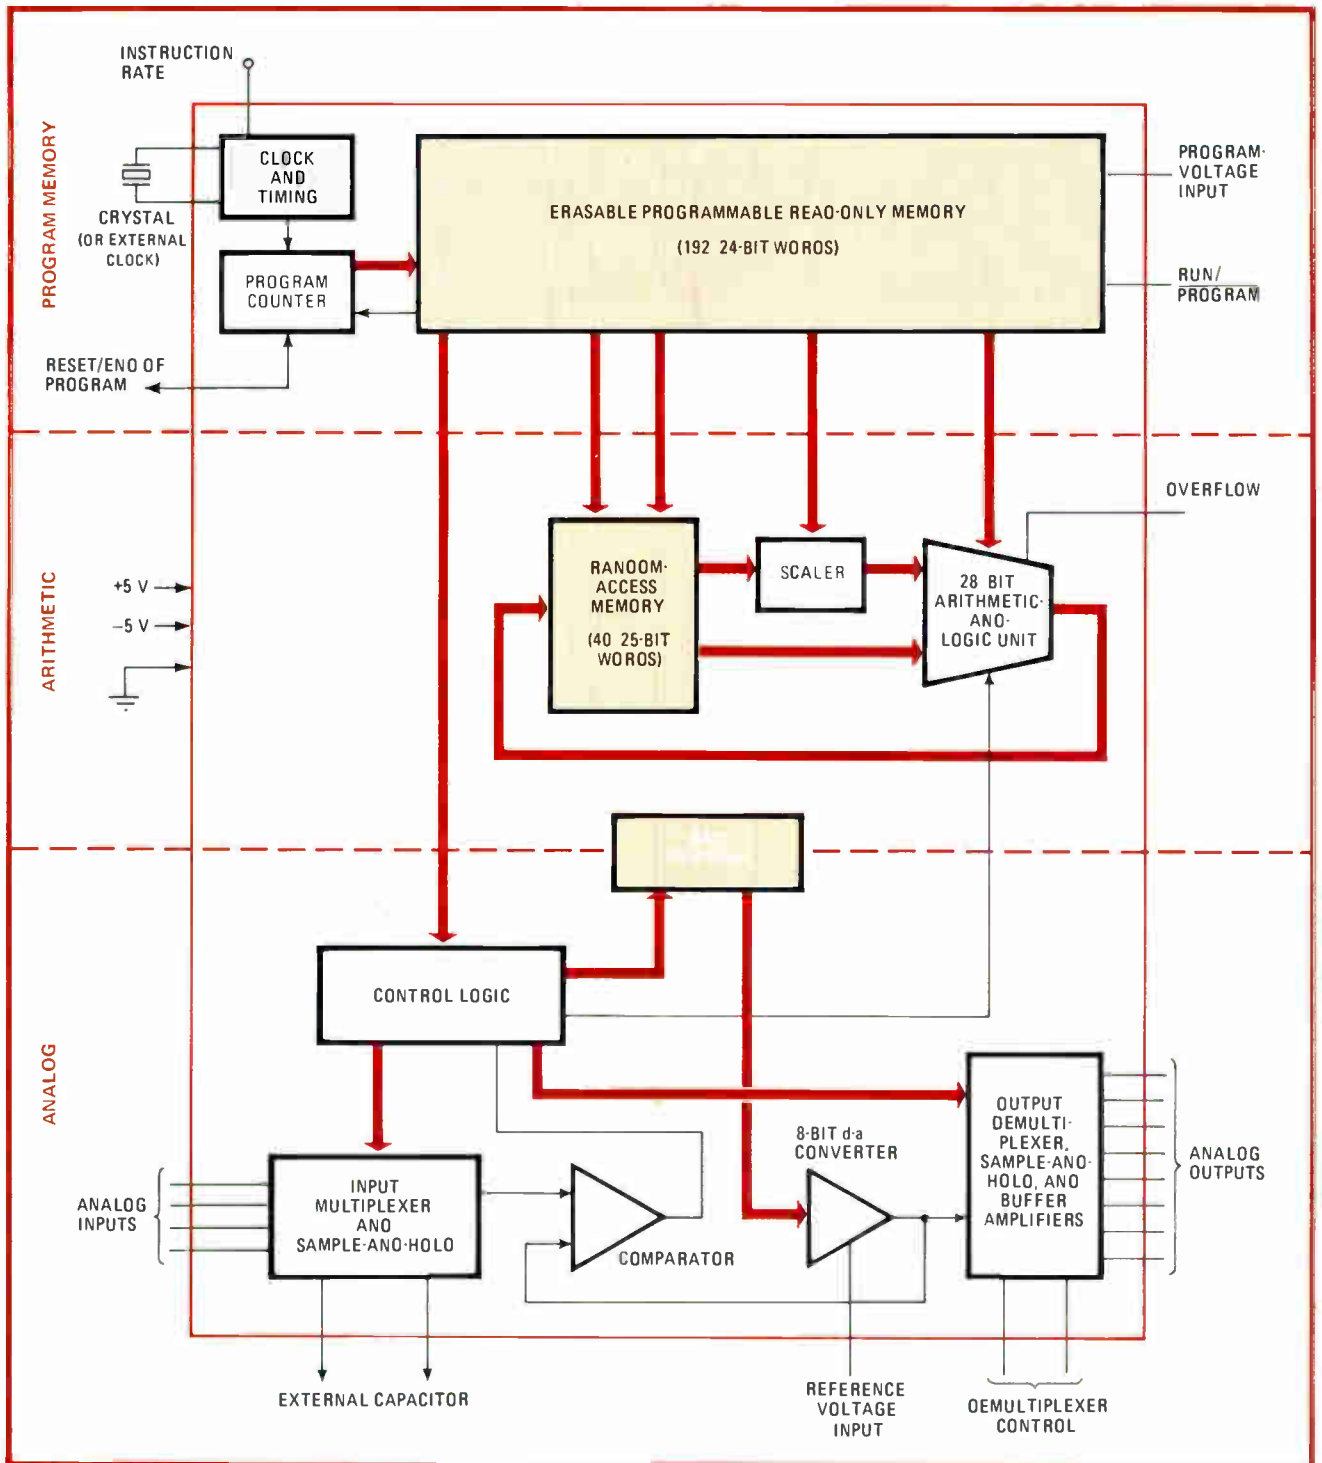 INSTRUCTION
RATE
PROGRAM MEMORY
CLOCK
AND
TIMING
CRYSTAL
(OR EXTERNAL
CLOCK)
PROGRAM
COUNTER
RESET/ENO OF
PROGRAM
ERASABLE PROGRAMMABLE REAO-ONLY MEMORY
(192 24-BIT WOROS)
PROGRAM-
VOLTAGE
INPUT
RUN/
PROGRAM
ARITHMETIC
+5 V
–5 V
RANOOM-
ACCESS
MEMORY
(40 25-BIT
WOROS)
SCALER
28 BIT
ARITHMETIC-
ANO-
LOGIC UNIT
OVERFLOW
ANALOG
CONTROL LOGIC
ANALOG
INPUTS
INPUT
MULTIPLEXER
AND
SAMPLE-ANO-HOLO
COMPARATOR
8-BIT d-a
CONVERTER
OUTPUT
DEMULTI-
PLEXER,
SAMPLE-ANO-
HOLO, AND
BUFFER
AMPLIFIERS
ANALOG
OUTPUTS
EXTERNAL CAPACITOR
REFERENCE
VOLTAGE
INPUT
OEMULTIPLEXER
CONTROL